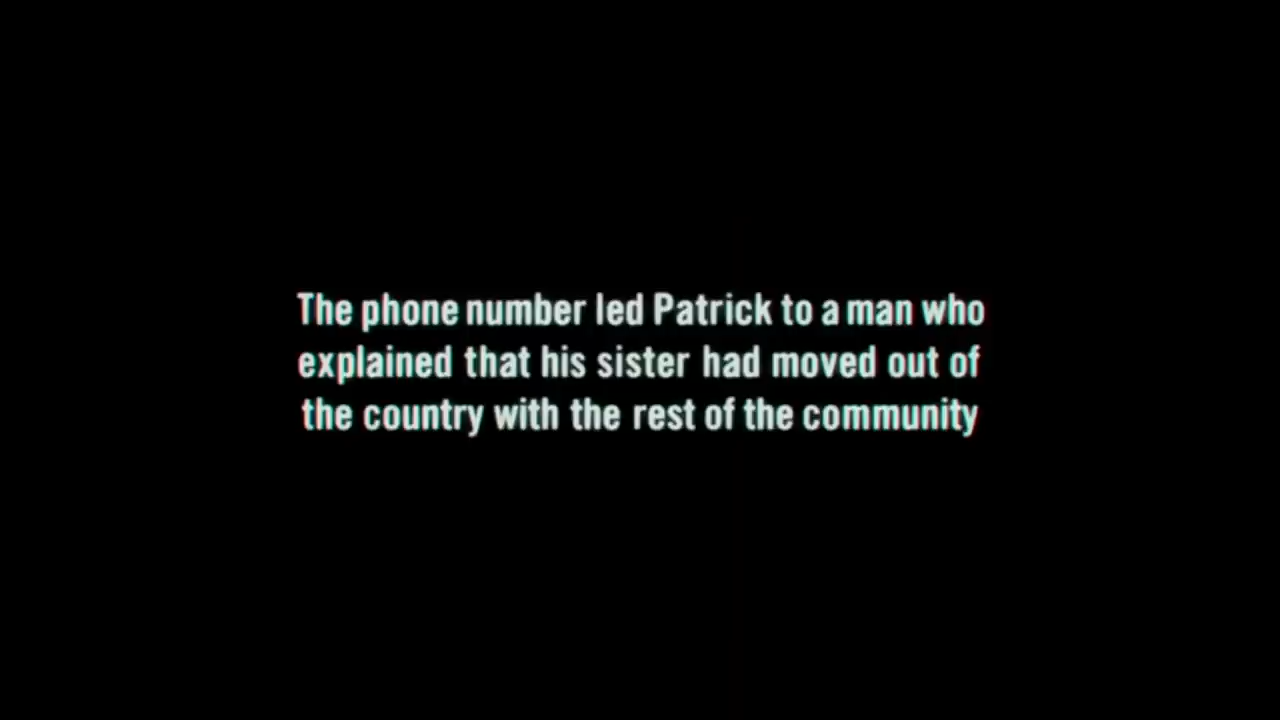 The phone number led Patrick to a man who
explained that his sister had moved out of
the country with the rest of the community